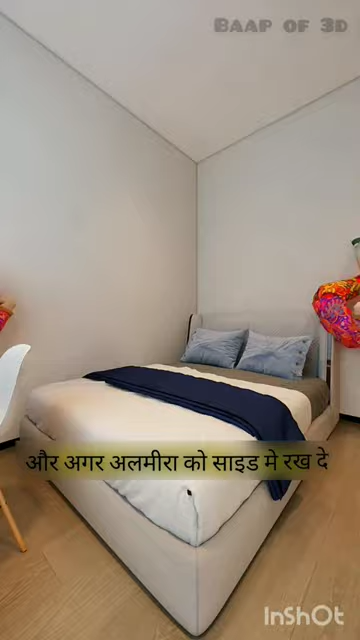 BAAP OF 3D
और अगर अलमीरा को साइड मे रख दे
InShOt